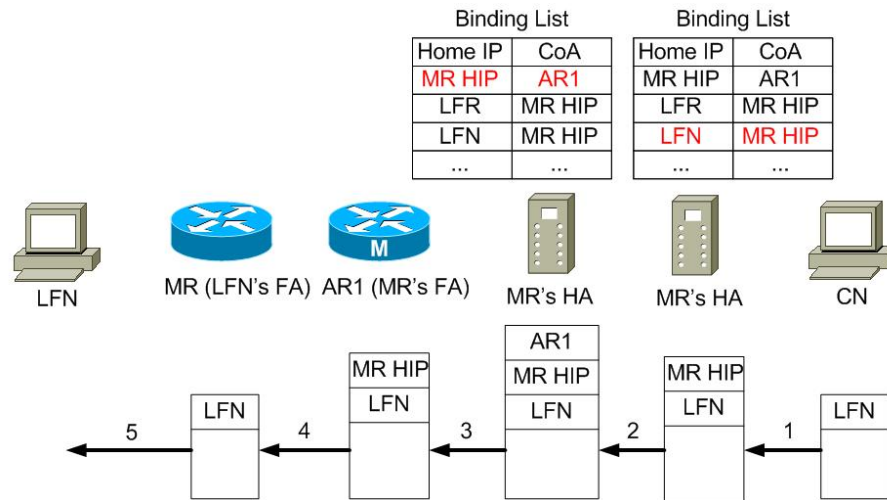 Binding List Binding List
Home IP CoA Home IP CoA
MR HIP AR1 MR HIP AR1
LFR MR HIP LFR MR HIP
LFN MR HIP LFN MR HIP
... ... ... ...
M
LFN MR (LFN's FA) AR1 (MR's FA) MR's HA MR's HA CN
AR1
MR HIP MR HIP MR HIP
LFN LFN LFN LFN LFN
5 4 3 2 1